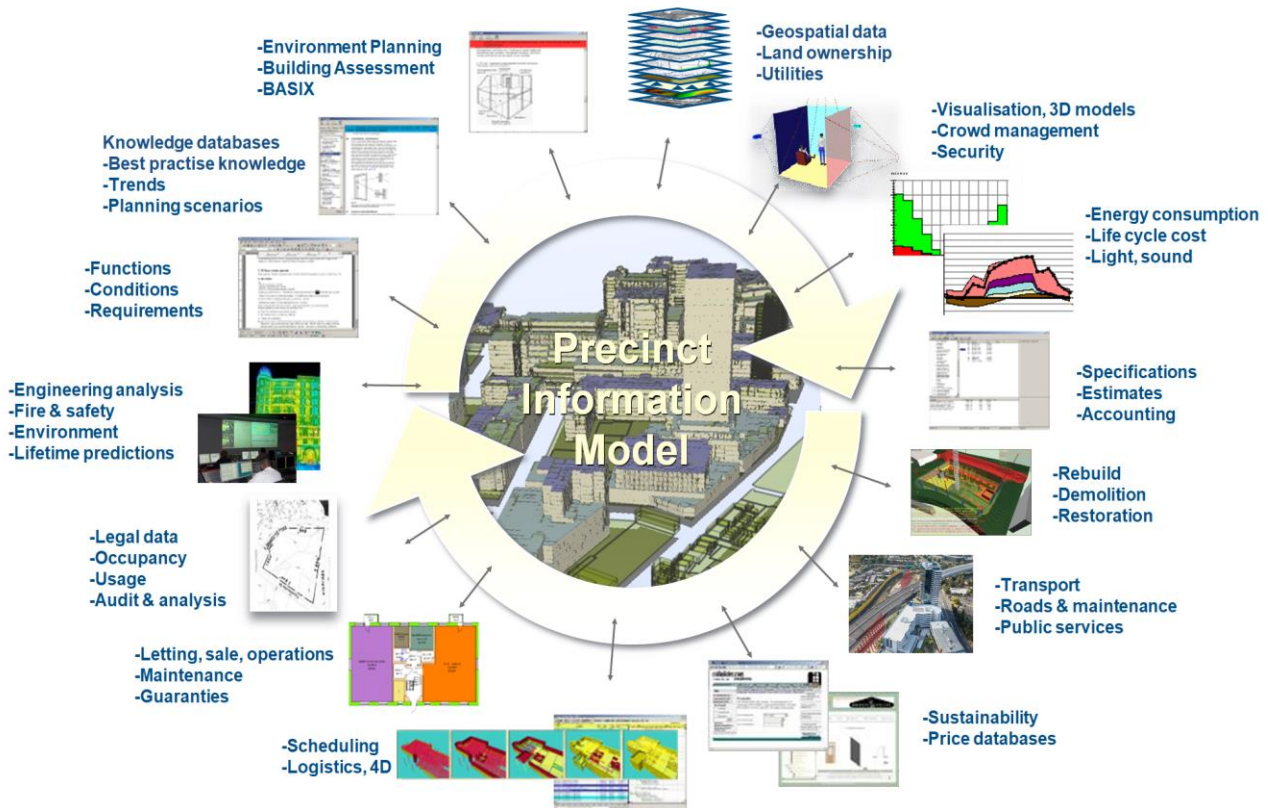 -Environment Planning
-Building Assessment
-BASIX
-Geospatial data
-Land ownership
-Utilities
-Visualisation, 3D models
-Crowd management
-Security
Knowledge databases
-Best practise knowledge
-Trends
-Planning scenarios
-Energy consumption
-Life cycle cost
-Light, sound
-Functions
-Conditions
-Requirements
Precinct
Information
Model
-Specifications
-Estimates
-Accounting
-Engineering analysis
-Fire & safety
-Environment
-Lifetime predictions
-Rebuild
-Demolition
-Restoration
-Legal data
-Occupancy
-Usage
-Audit & analysis
-Transport
-Roads & maintenance
-Public services
-Letting, sale, operations
-Maintenance
-Guaranties
-Sustainability
-Price databases
-Scheduling
-Logistics, 4D